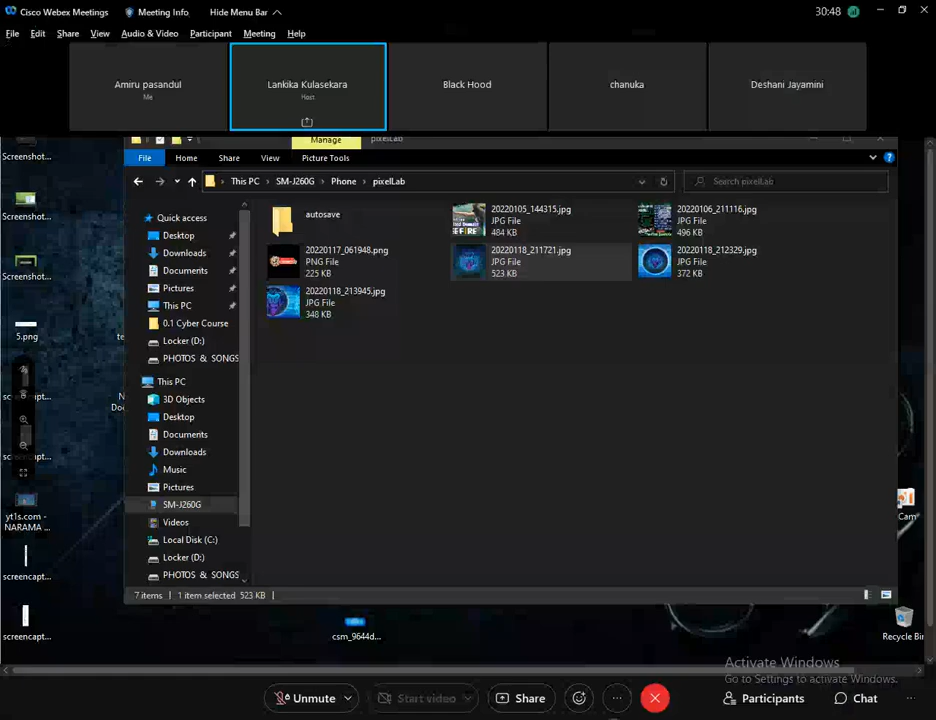 Cisco Webex Meetings
Meeting Info
Hide Menu Bar
30:48
File Edit Share View Audio & Video Participant Meeting Help
Amiru pasandul
Me
Lankika Kulasekara
Host
Black Hood
chanuka
Deshani Jayamini
Manage
pixelLab
File Home Share View Picture Tools
This PC
SM-J260G
Phone
pixelLab
Search pixelLab
Quick access
Desktop
Downloads
Documents
Pictures
This PC
0.1 Cyber Course
Locker (D:)
PHOTOS & SONGS
This PC
3D Objects
Desktop
Documents
Downloads
Music
Pictures
SM-J260G
Videos
Local Disk (C:)
Locker (D:)
PHOTOS & SONGS
autosave
20220105_144315.jpg
JPG File
484 KB
20220106_211116.jpg
JPG File
496 KB
20220117_061948.png
PNG File
225 KB
20220118_211721.jpg
JPG File
523 KB
20220118_212329.jpg
JPG File
372 KB
20220118_213945.jpg
JPG File
348 KB
7 items
1 item selected 523 KB
Screenshot...
Screenshot...
Screenshot...
5.png
te
N
Doc
yt1s.com -
NARAMA ...
screencapt...
screencapt...
csm_9644d...
Cam
Recycle Bin
Activate Windows
Go to Settings to activate Windows.
Unmute
Start video
Share
Participants
Chat